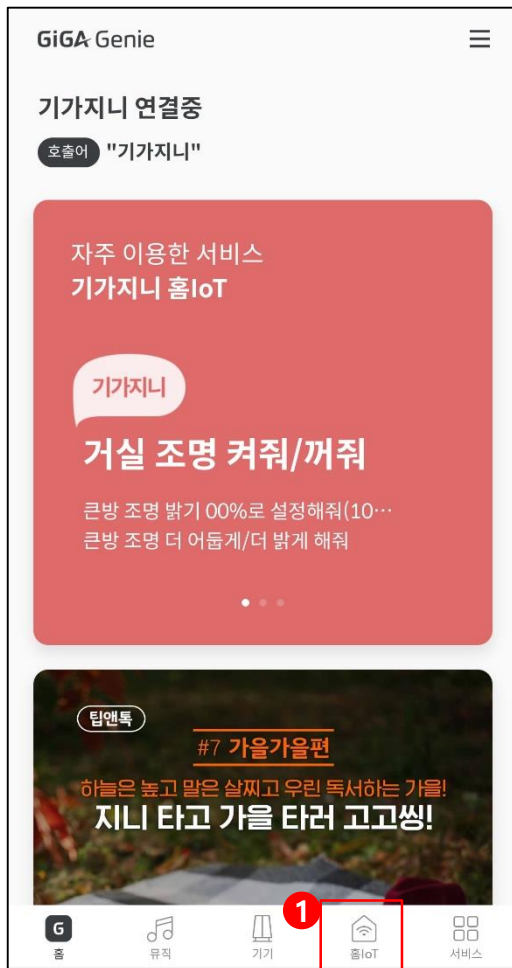 GiGA Genie
기가지니 연결중
호출어 "기가지니"
자주 이용한 서비스
기가지니 홈IoT
기가지니
거실 조명 켜줘/꺼줘
큰방 조명 밝기 00%로 설정해줘(10…
큰방 조명 더 어둡게/더 밝게 해줘
팁앤톡
#7 가을가을편
하늘은 높고 말은 살찌고 우린 독서하는 가을!
지니 타고 가을 타러 고고씽!
1
G
홈 뮤직 기기 홈IoT 서비스